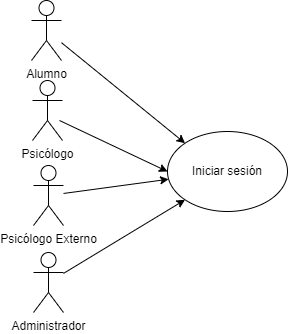 Alumno
Psicólogo
Iniciar sesión
Psicólogo Externo
Administrador